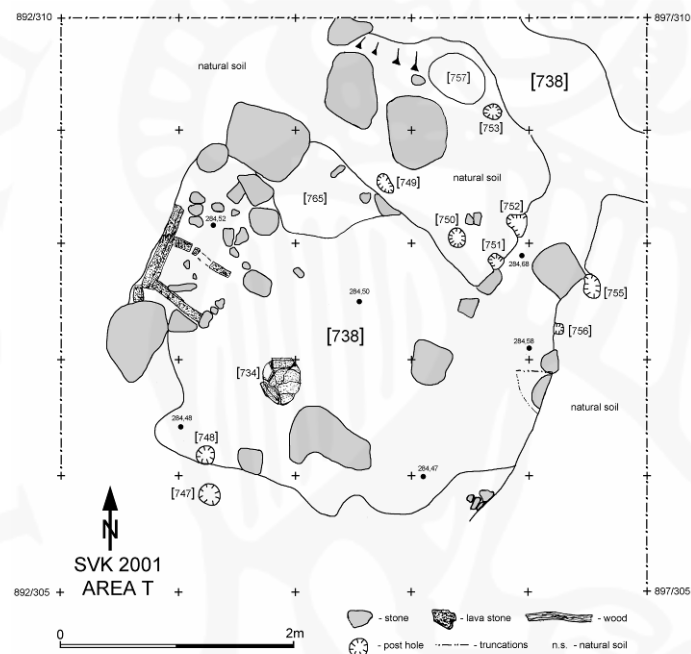 892/310
897/310
natural soil
[757]
[738]
[753]
natural soil
[749]
[765]
[752]
284,52
[750]
[751]
284,68
[755]
284,50
[738]
[756]
284,58
[734]
natural soil
284,48
[748]
284,47
[747]
N
SVK 2001
AREA T
892/305
897/305
- stone - lava stone - wood
0 2m
- post hole - truncations n.s. - natural soil